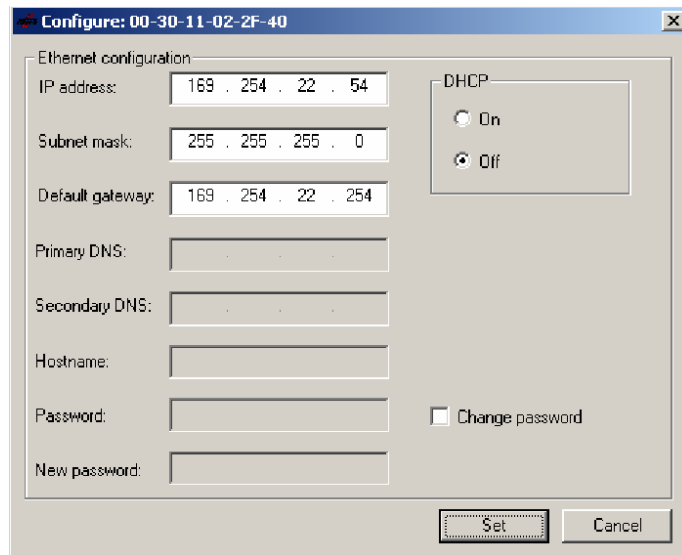 Configure: 00-30-11-02-2F-40
Ethernet configuration
IP address: 169 . 254 . 22 . 54
DHCP
On
Subnet mask: 255 . 255 . 255 . 0
Off
Default gateway: 169 . 254 . 22 . 254
Primary DNS: . . .
Secondary DNS: . . .
Hostname:
Password:
Change password
New password:
Set Cancel